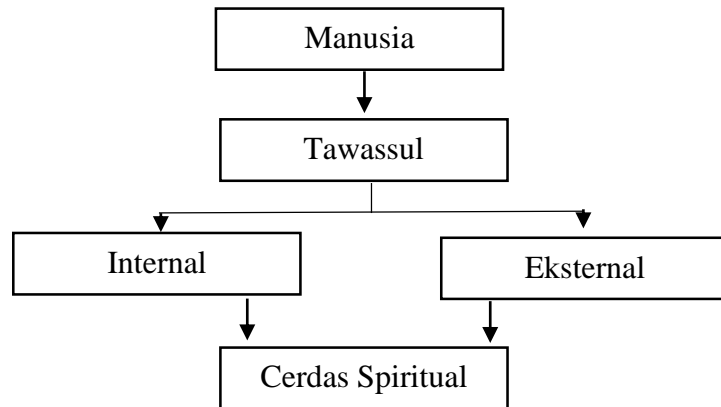 Manusia
Tawassul
Internal
Eksternal
Cerdas Spiritual